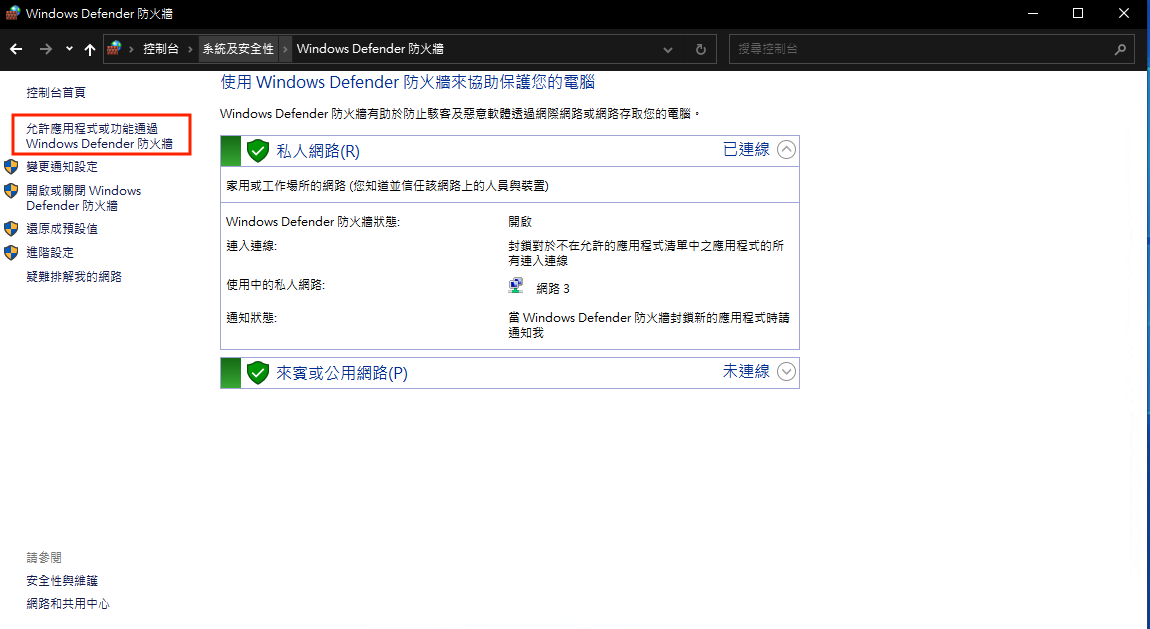 Windows Defender 防火牆
控制台
系統及安全性
Windows Defender 防火牆
搜尋控制台
控制台首頁
允許應用程式或功能通過
Windows Defender 防火牆
變更通知設定
開啟或關閉 Windows
Defender 防火牆
還原成預設值
進階設定
疑難排解我的網路
使用 Windows Defender 防火牆來協助保護您的電腦
Windows Defender 防火牆有助於防止駭客及惡意軟體透過網際網路或網路存取您的電腦。
私人網路(R)
已連線
家用或工作場所的網路 (您知道並信任該網路上的人員與裝置)
Windows Defender 防火牆狀態:
開啟
連入連線:
封鎖對於不在允許的應用程式清單中之應用程式的所
有連入連線
使用中的私人網路:
網路 3
通知狀態:
當 Windows Defender 防火牆封鎖新的應用程式時請
通知我
來賓或公用網路(P)
未連線
請參閱
安全性與維護
網路和共用中心